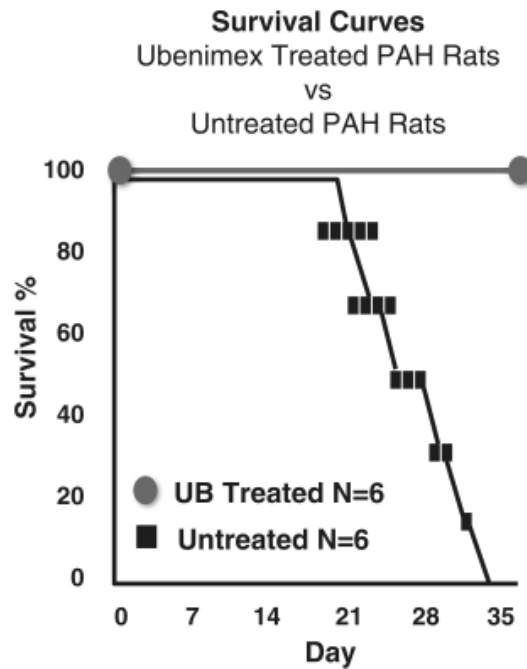 Survival Curves
Ubenimex Treated PAH Rats
vs
Untreated PAH Rats
100
80
60
40
20
0
Survival %
UB Treated N=6
Untreated N=6
0 7 14 21 28 35
Day